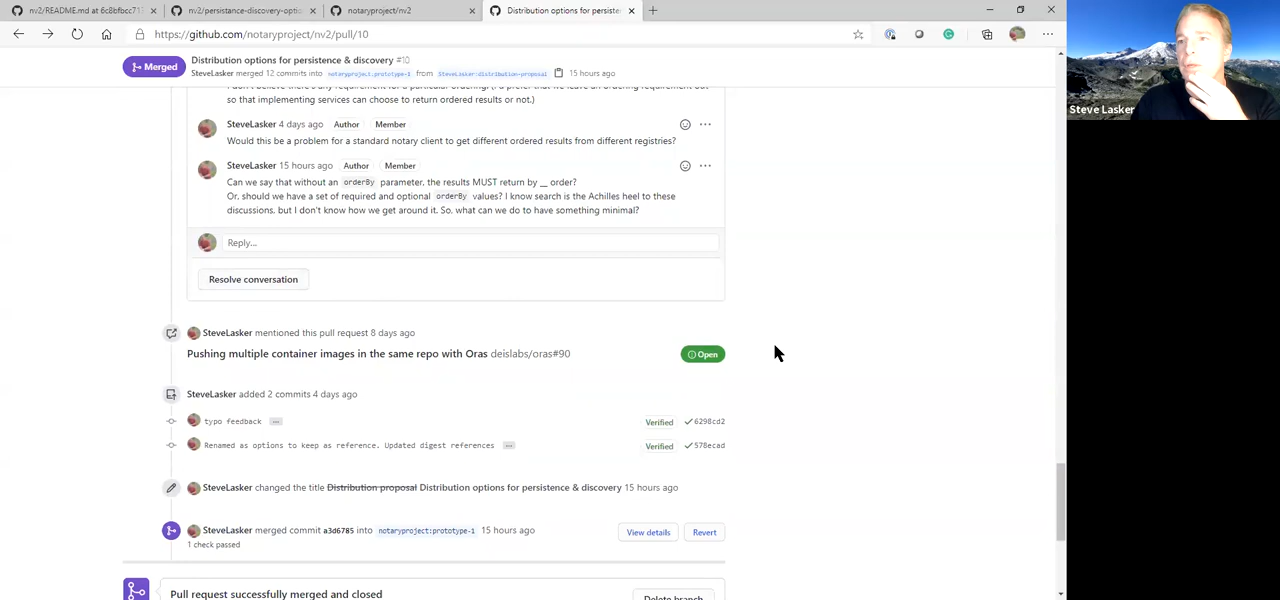 nv2/README.md at 6c8bfbcc717
nv2/persistance-discovery-optio
notaryproject/nv2
Distribution options for persiste
https://github.com/notaryproject/nv2/pull/10
Merged
Distribution options for persistence & discovery #10
SteveLasker merged 12 commits into notaryproject:prototype-1 from SteveLasker:distribution-proposal 15 hours ago
so that implementing services can choose to return ordered results or not.)
SteveLasker 4 days ago Author Member
Would this be a problem for a standard notary client to get different ordered results from different registries?
SteveLasker 15 hours ago Author Member
Can we say that without an orderBy parameter, the results MUST return by __ order?
Or, should we have a set of required and optional orderBy values? I know search is the Achilles heel to these
discussions, but I don't know how we get around it. So, what can we do to have something minimal?
Reply...
Resolve conversation
SteveLasker mentioned this pull request 8 days ago
Pushing multiple container images in the same repo with Oras deislabs/oras#90
Open
SteveLasker added 2 commits 4 days ago
typo feedback ... Verified 6298cd2
Renamed as options to keep as reference. Updated digest references ... Verified 578ecad
SteveLasker changed the title Distribution proposal Distribution options for persistence & discovery 15 hours ago
SteveLasker merged commit a3d6785 into notaryproject:prototype-1 15 hours ago
View details
Revert
1 check passed
Pull request successfully merged and closed
Delete branch
Steve Lasker